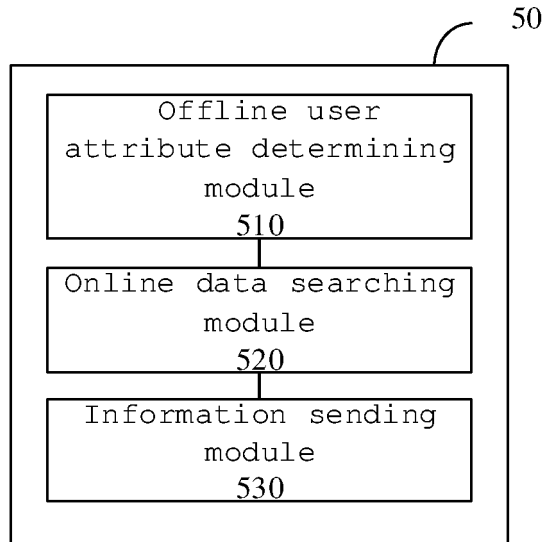 50
Offline user
attribute determining
module
510
Online data searching
module
520
Information sending
module
530